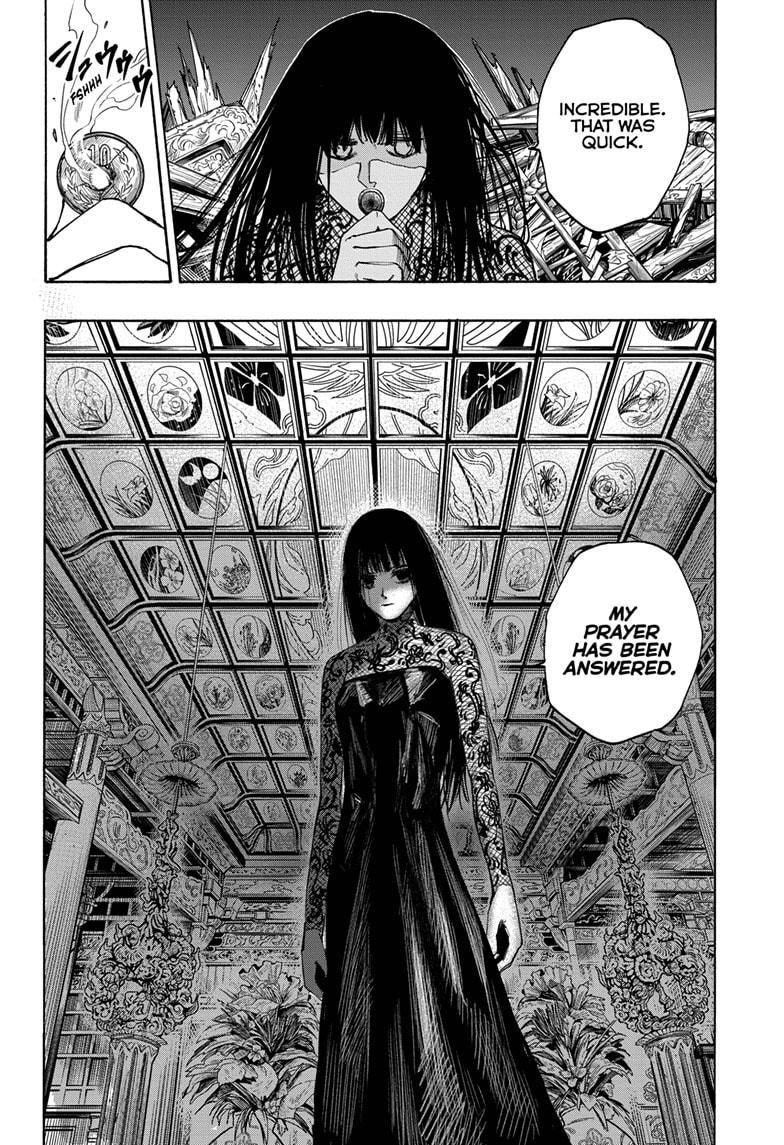 シュウウウ
FSHHH
10
INCREDIBLE.
THAT WAS
QUICK.
MY
PRAYER
HAS BEEN
ANSWERED.